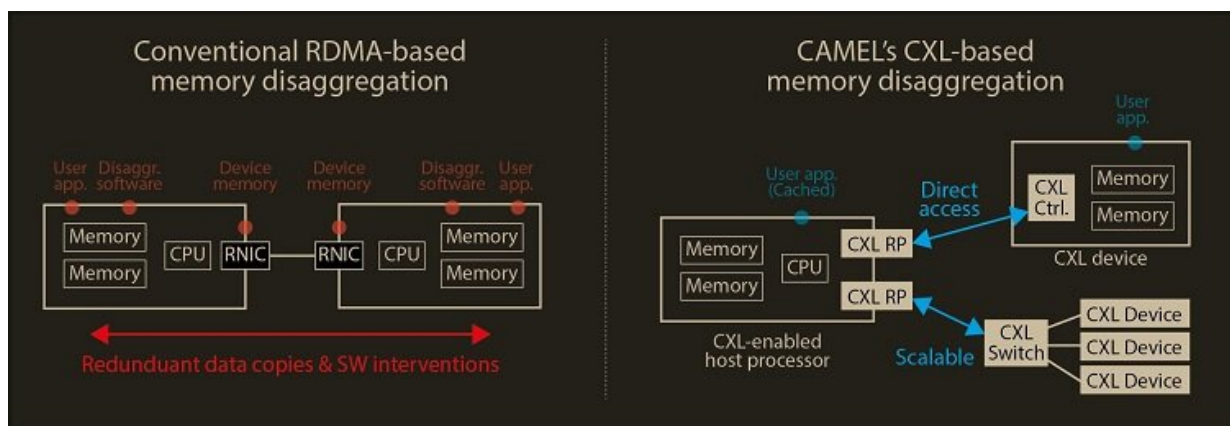 Conventional RDMA-based
memory disaggregation
User
app.
Disaggr.
software
Device
memory
Device
memory
Disaggr.
software
User
app.
Memory
Memory
CPU
RNIC
RNIC
CPU
Memory
Memory
Redunduant data copies & SW interventions
CAMEL's CXL-based
memory disaggregation
User
app.
User app.
(Cached)
Direct
access
CXL
Ctrl.
Memory
Memory
CXL device
Memory
Memory
CPU
CXL RP
CXL RP
CXL-enabled
host processor
Scalable
CXL
Switch
CXL Device
CXL Device
CXL Device